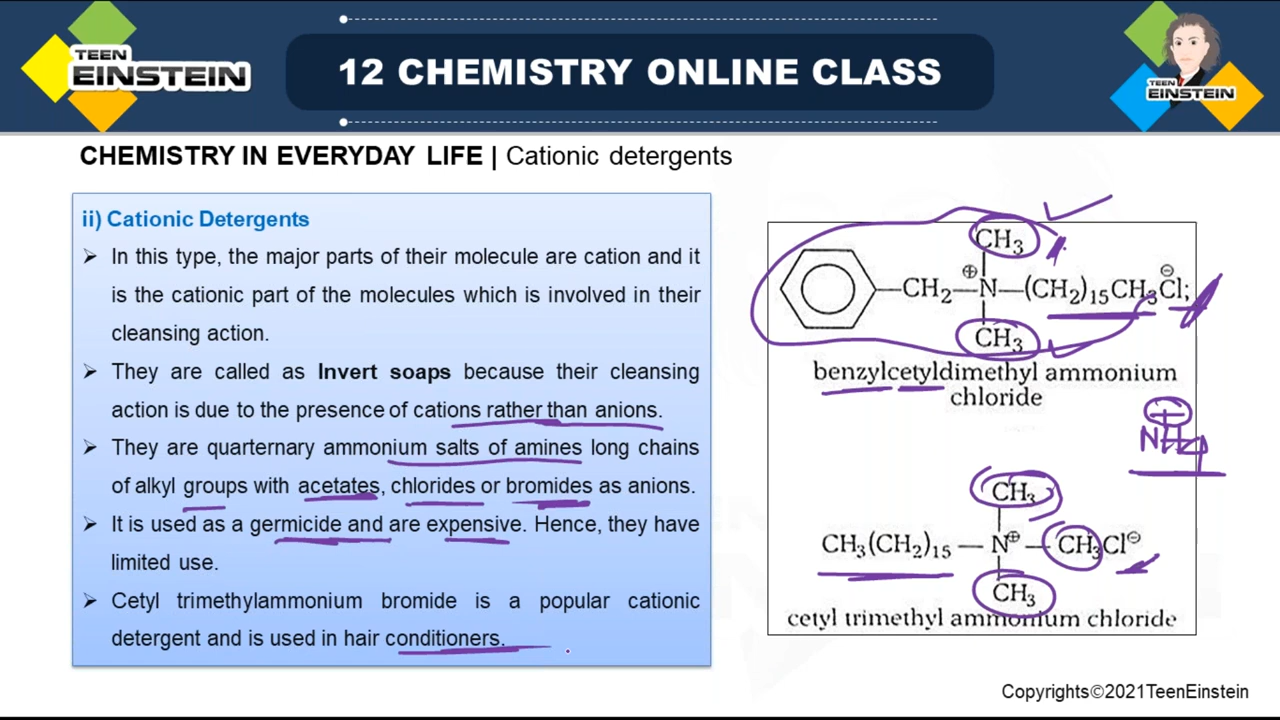 TEEN
EINSTEIN
12 CHEMISTRY ONLINE CLASS
TEEN
EINSTEIN
CHEMISTRY IN EVERYDAY LIFE | Cationic detergents
ii) Cationic Detergents
➢ In this type, the major parts of their molecule are cation and it
is the cationic part of the molecules which is involved in their
cleansing action.
➢ They are called as Invert soaps because their cleansing
action is due to the presence of cations rather than anions.
➢ They are quarternary ammonium salts of amines long chains
of alkyl groups with acetates, chlorides or bromides as anions.
➢ It is used as a germicide and are expensive. Hence, they have
limited use.
➢ Cetyl trimethylammonium bromide is a popular cationic
detergent and is used in hair conditioners.
CH₃
⊕ ⊖
—CH₂—N—(CH₂)₁₅CH₃Cl;
CH₃
benzylcetyldimethyl ammonium
chloride
+
NH₄
CH₃
CH₃(CH₂)₁₅—N⊕—CH₃Cl⊖
CH₃
cetyl trimethyl ammonium chloride
Copyrights©2021TeenEinstein